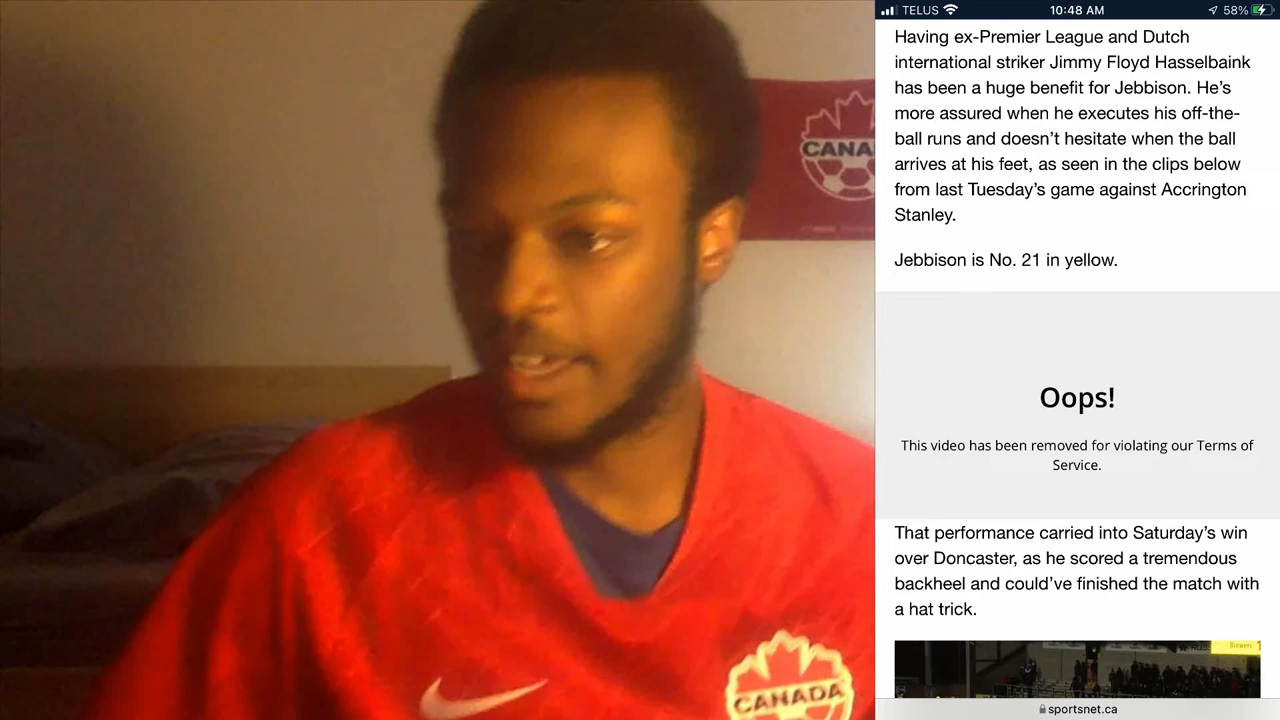 TELUS 10:48 AM 58%
Having ex-Premier League and Dutch
international striker Jimmy Floyd Hasselbaink
has been a huge benefit for Jebbison. He’s
more assured when he executes his off-the-
ball runs and doesn’t hesitate when the ball
arrives at his feet, as seen in the clips below
from last Tuesday’s game against Accrington
Stanley.
Jebbison is No. 21 in yellow.
Oops!
This video has been removed for violating our Terms of
Service.
That performance carried into Saturday’s win
over Doncaster, as he scored a tremendous
backheel and could’ve finished the match with
a hat trick.
sportsnet.ca
CANA
CANADA